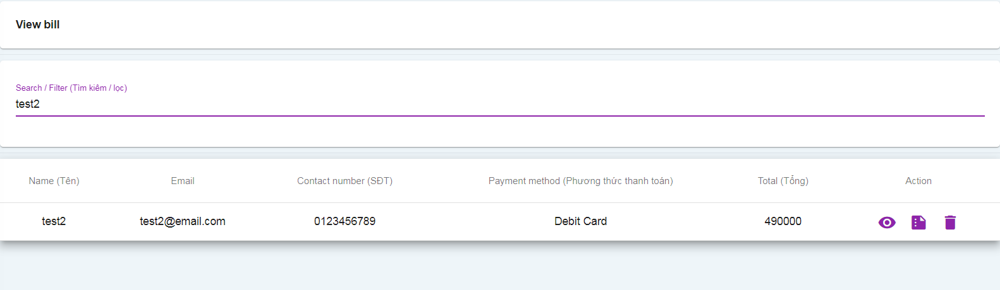 View bill
Search / Filter (Tìm kiếm / lọc)
test2
Name (Tên) Email Contact number (SĐT) Payment method (Phương thức thanh toán) Total (Tổng) Action
test2 test2@email.com 0123456789 Debit Card 490000